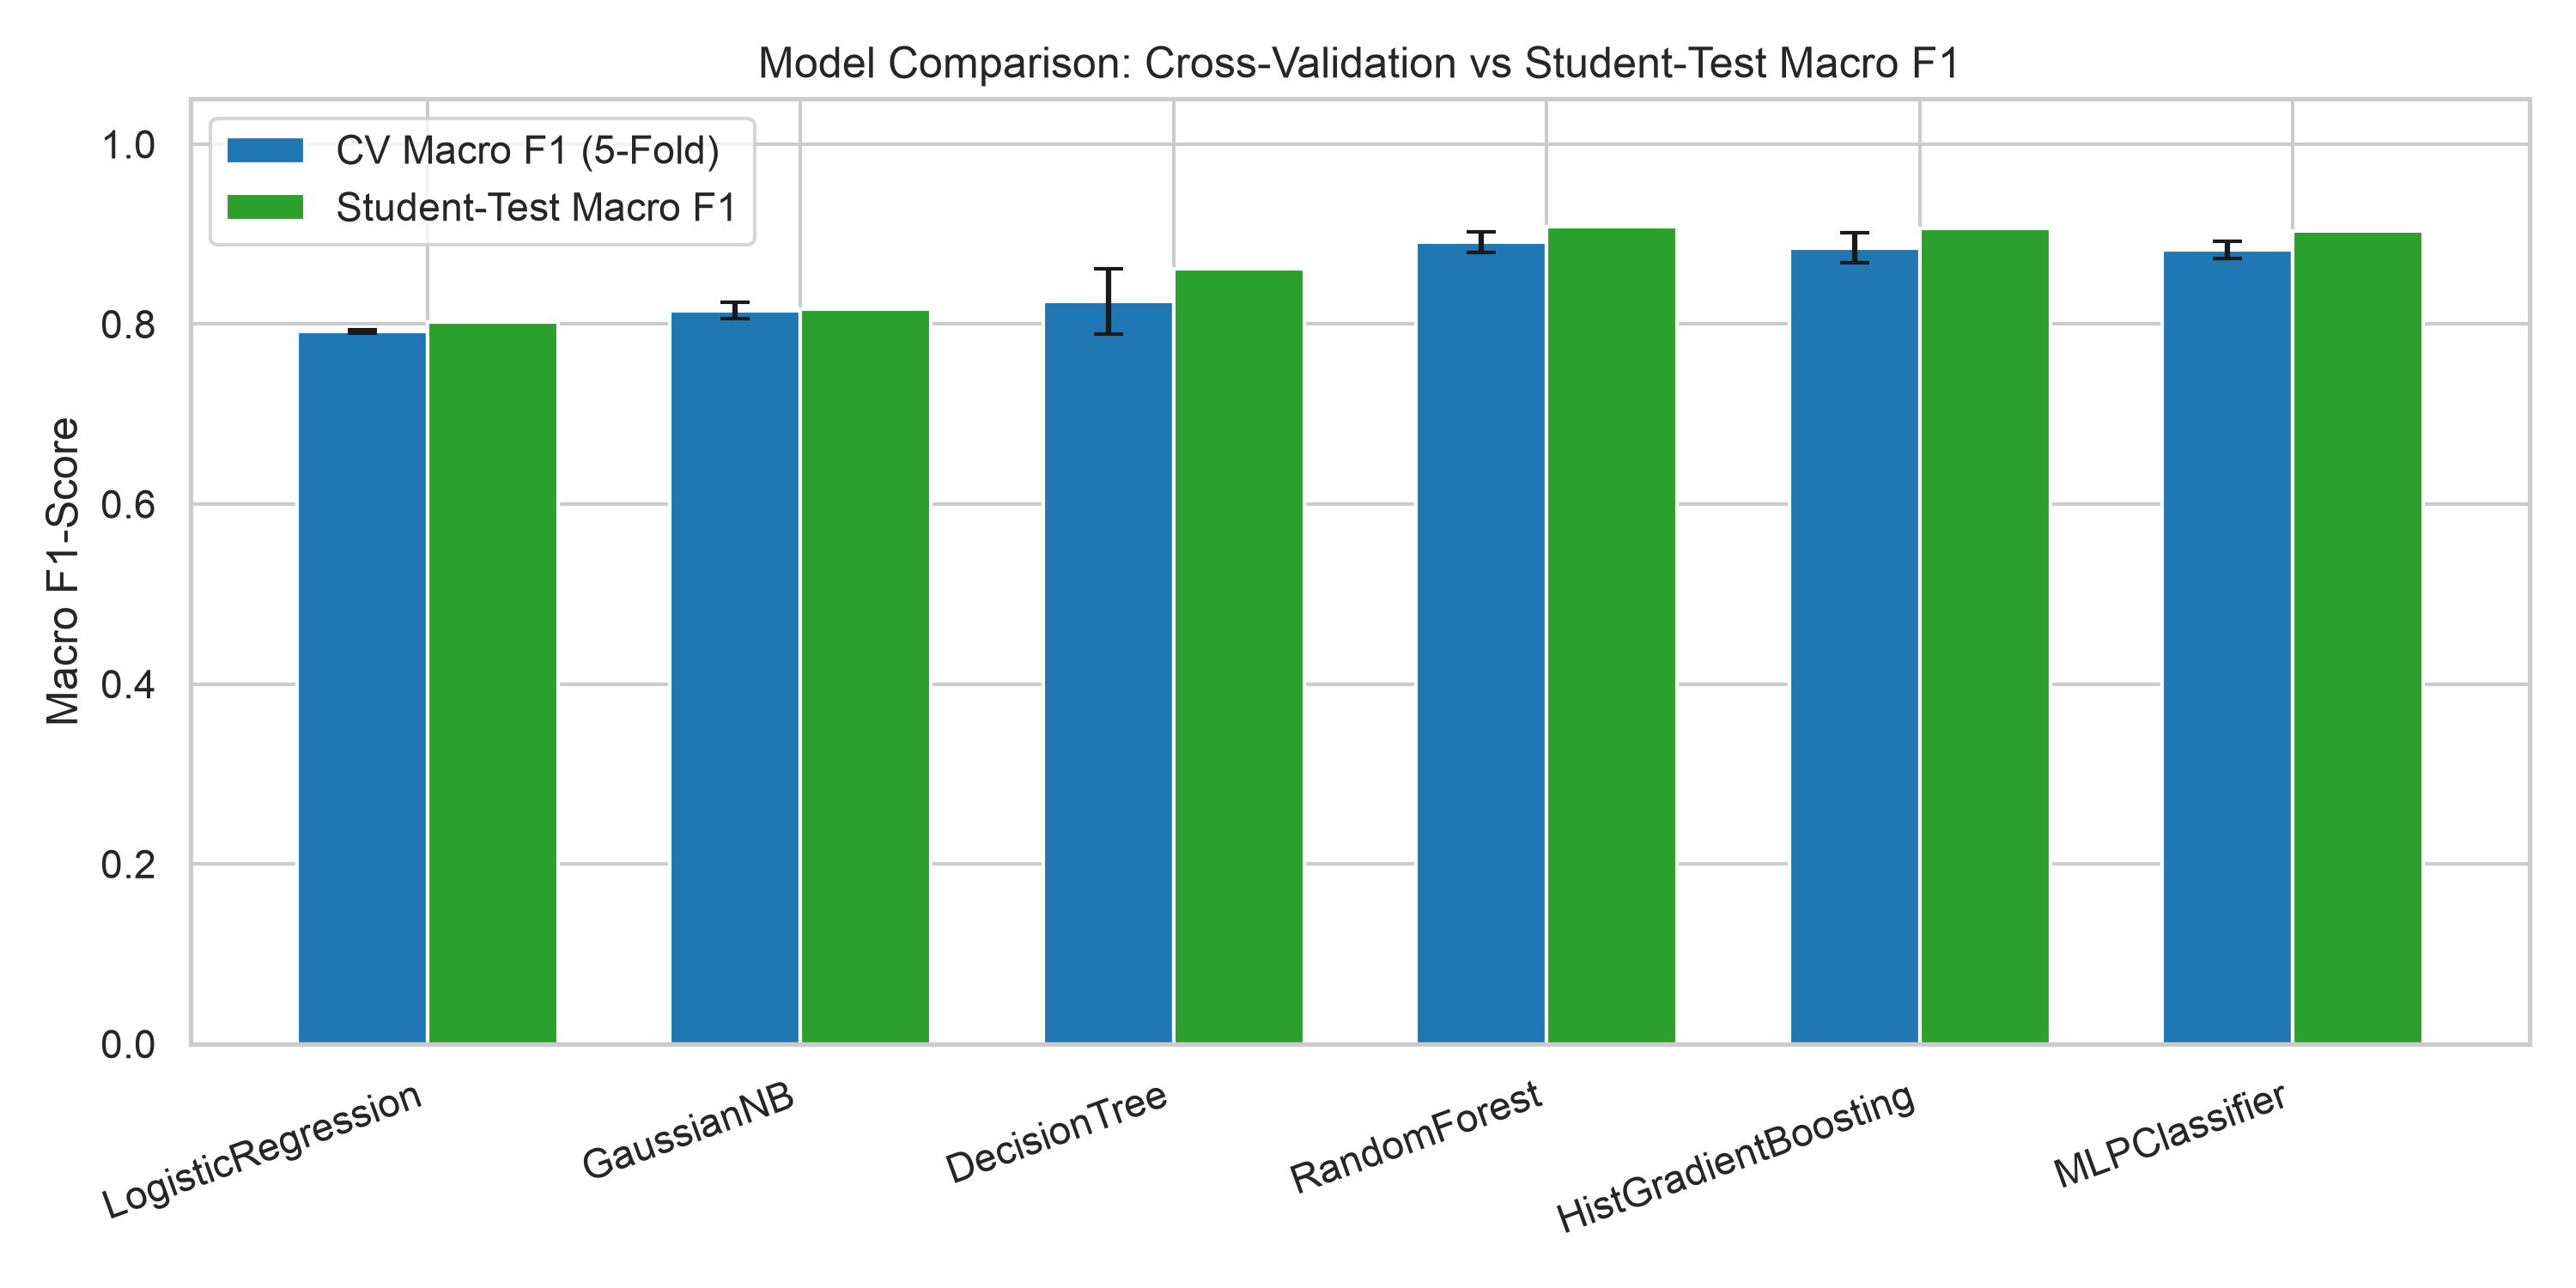 Model Comparison: Cross-Validation vs Student-Test Macro F1
CV Macro F1 (5-Fold)
Student-Test Macro F1
Macro F1-Score
1.0
0.8
0.6
0.4
0.2
0.0
LogisticRegression
GaussianNB
DecisionTree
RandomForest
HistGradientBoosting
MLPClassifier